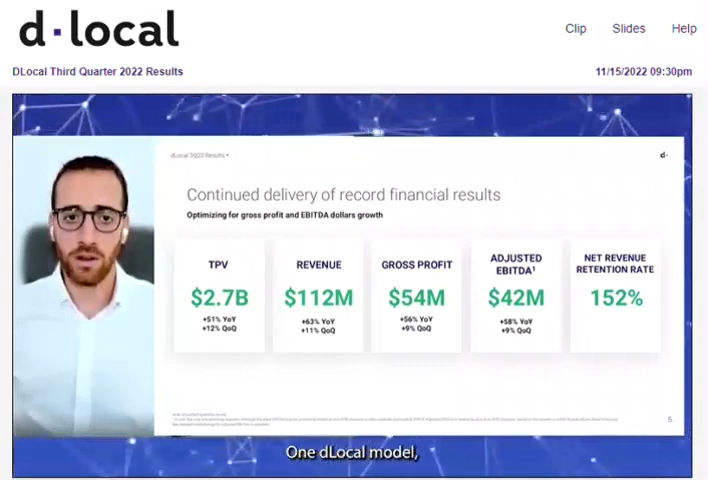 d·local
Clip Slides Help
DLocal Third Quarter 2022 Results
11/15/2022 09:30pm
dLocal 3Q22 Results •
d·
Continued delivery of record financial results
Optimizing for gross profit and EBITDA dollars growth
TPV
$2.7B
+51% YoY
+12% QoQ
REVENUE
$112M
+63% YoY
+11% QoQ
GROSS PROFIT
$54M
+56% YoY
+9% QoQ
ADJUSTED
EBITDA¹
$42M
+58% YoY
+9% QoQ
NET REVENUE
RETENTION RATE
152%
5
One dLocal model,